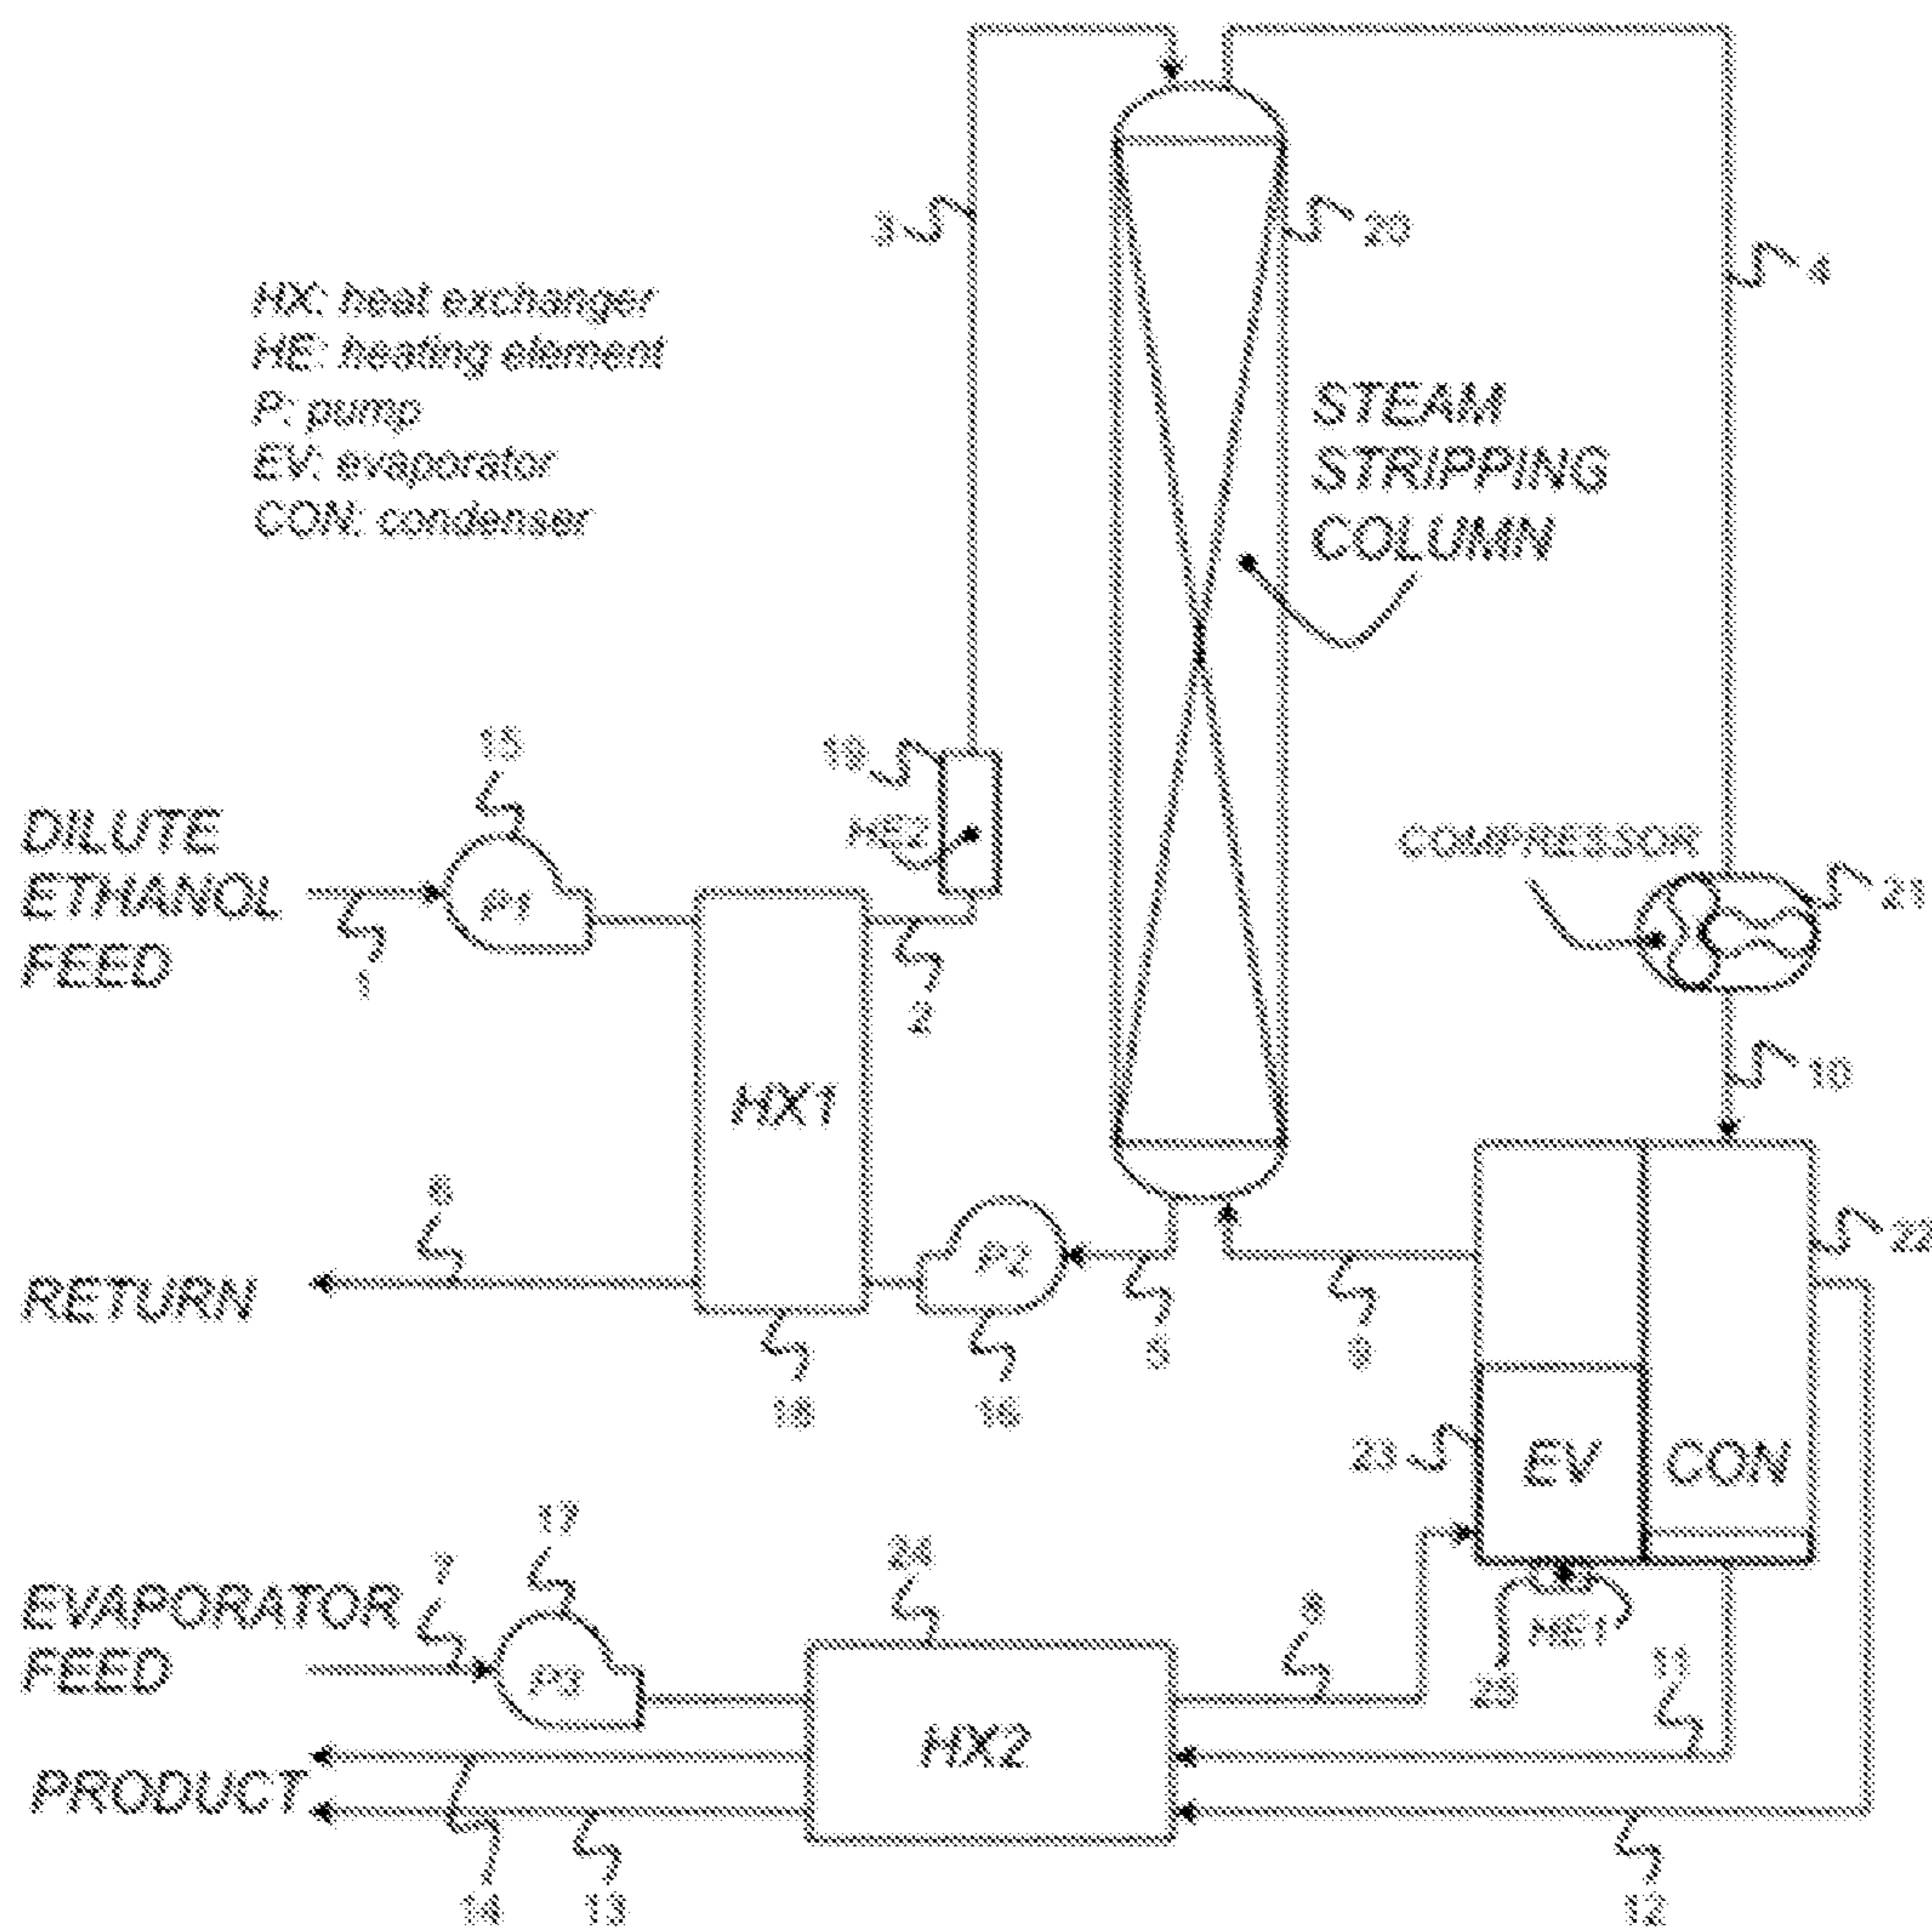 3
20
4
HX: heat exchanger
HE: heating element
P: pump
EV: evaporator
CON: condenser
STEAM
STRIPPING
COLUMN
15
19
HE2
DILUTE
ETHANOL
FEED
P1
COMPRESSOR
21
1
2
10
HX1
6
P2
22
RETURN
5
9
18
16
23
EV
CON
17
24
7
8
HE1
EVAPORATOR
FEED
P3
25
11
HX2
PRODUCT
14
13
12